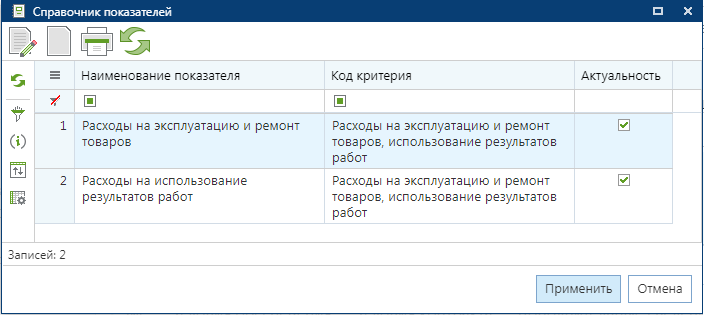 Справочник показателей
Наименование показателя
Код критерия
Актуальность
1
Расходы на эксплуатацию и ремонт
товаров
Расходы на эксплуатацию и ремонт
товаров, использование результатов
работ
2
Расходы на использование
результатов работ
Расходы на эксплуатацию и ремонт
товаров, использование результатов
работ
Записей: 2
Применить
Отмена